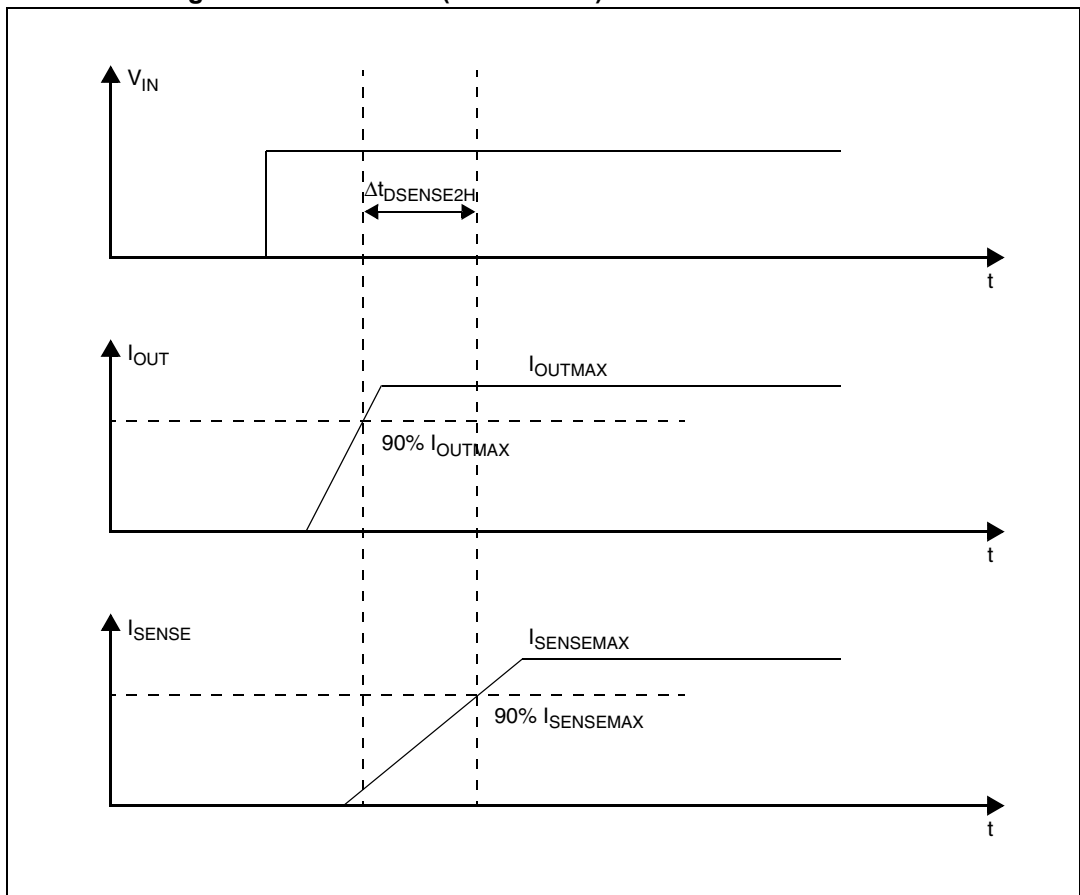 V_IN
Δt_DSENSE2H
t
I_OUT
I_OUTMAX
90% I_OUTMAX
t
I_SENSE
I_SENSEMAX
90% I_SENSEMAX
t